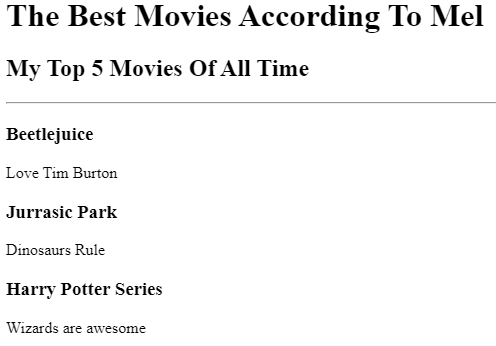 The Best Movies According To Mel
My Top 5 Movies Of All Time
Beetlejuice
Love Tim Burton
Jurrasic Park
Dinosaurs Rule
Harry Potter Series
Wizards are awesome